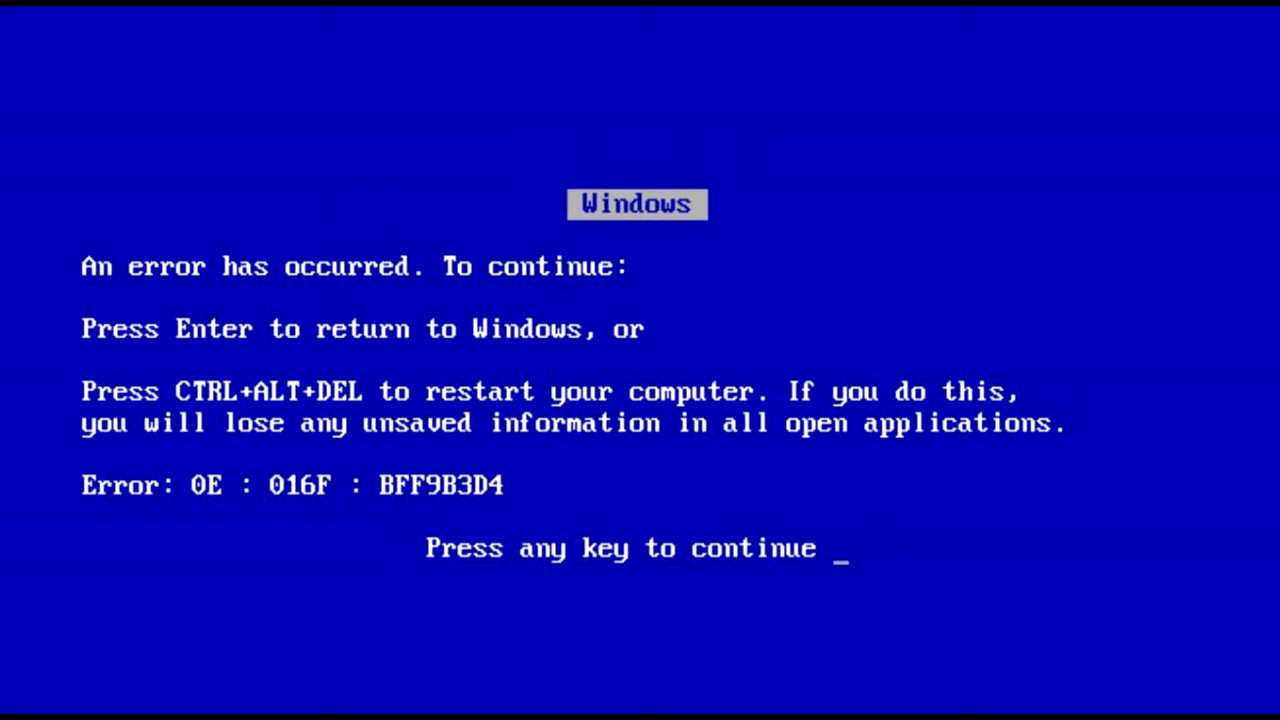 Windows
An error has occurred. To continue:
Press Enter to return to Windows, or
Press CTRL+ALT+DEL to restart your computer. If you do this,
you will lose any unsaved information in all open applications.
Error: 0E : 016F : BFF9B3D4
Press any key to continue _